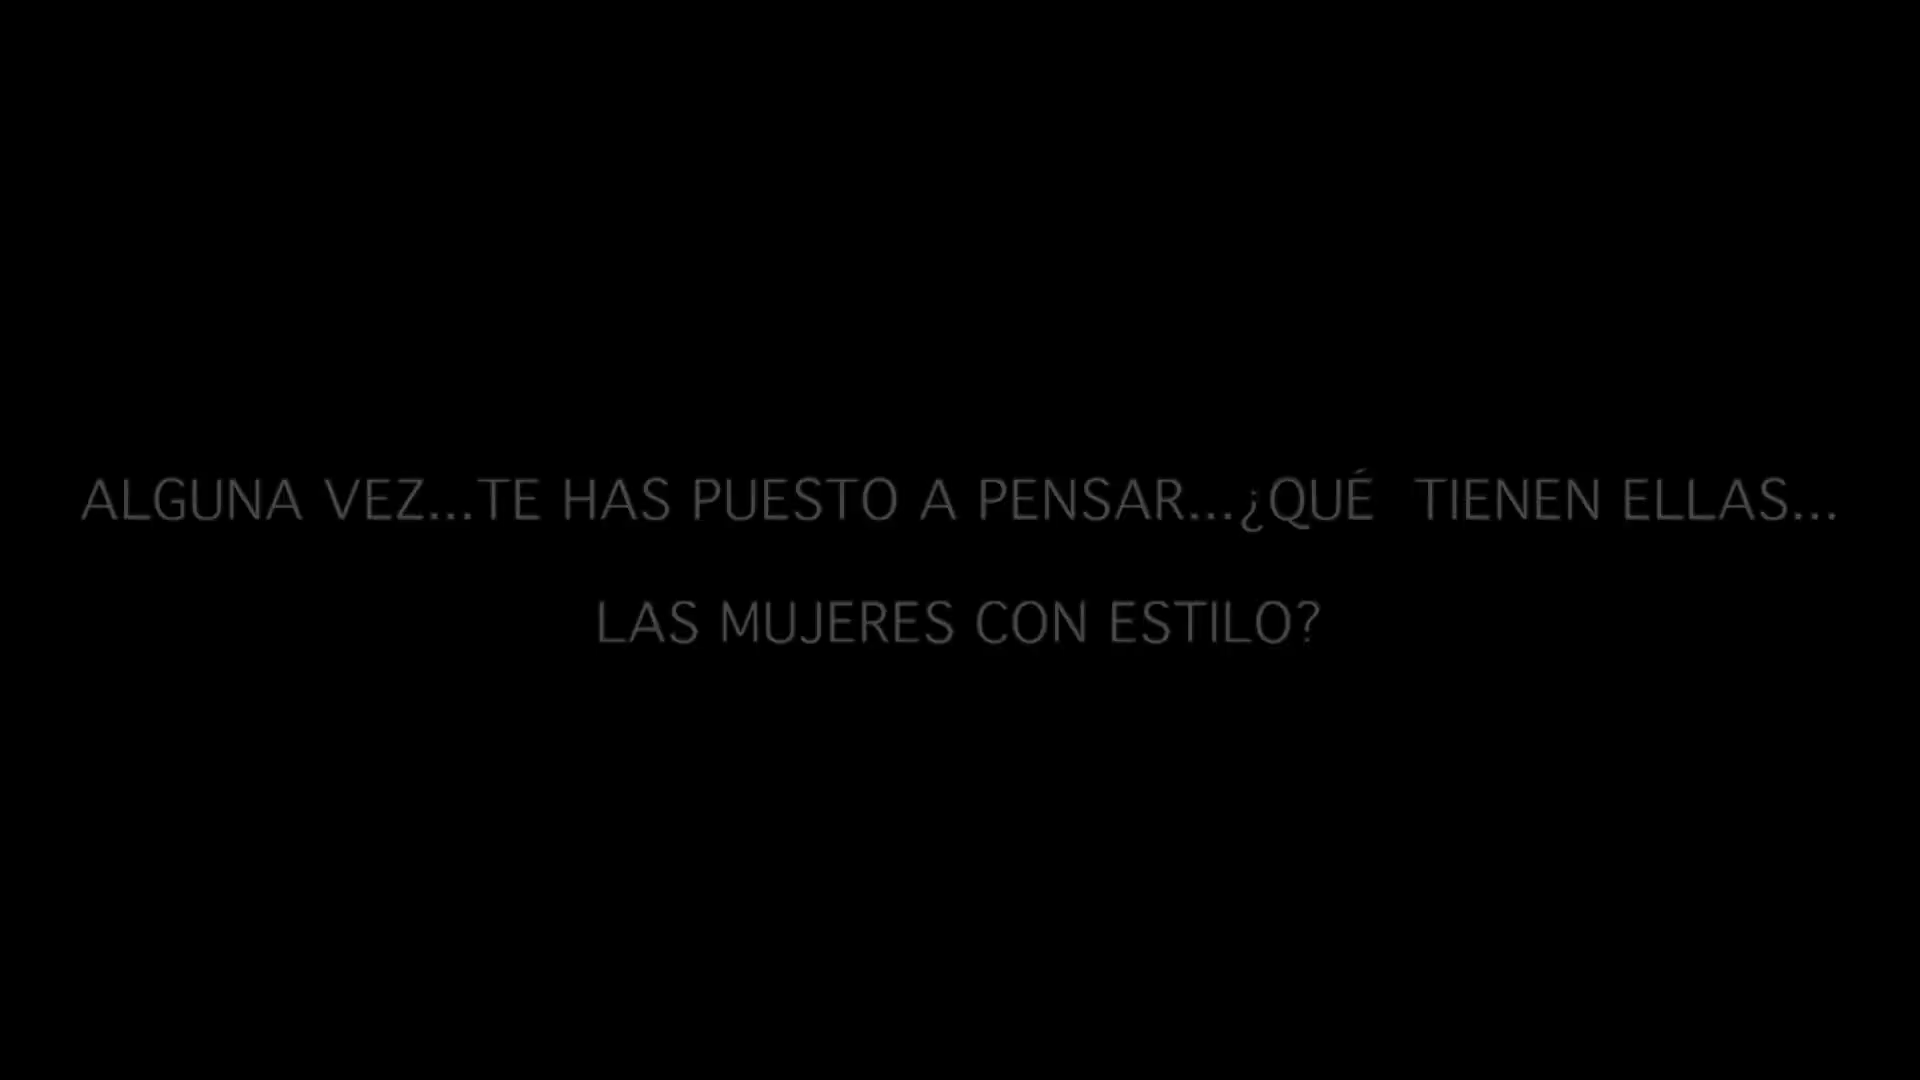 ALGUNA VEZ...TE HAS PUESTO A PENSAR...¿QUÉ  TIENEN ELLAS...
LAS MUJERES CON ESTILO?